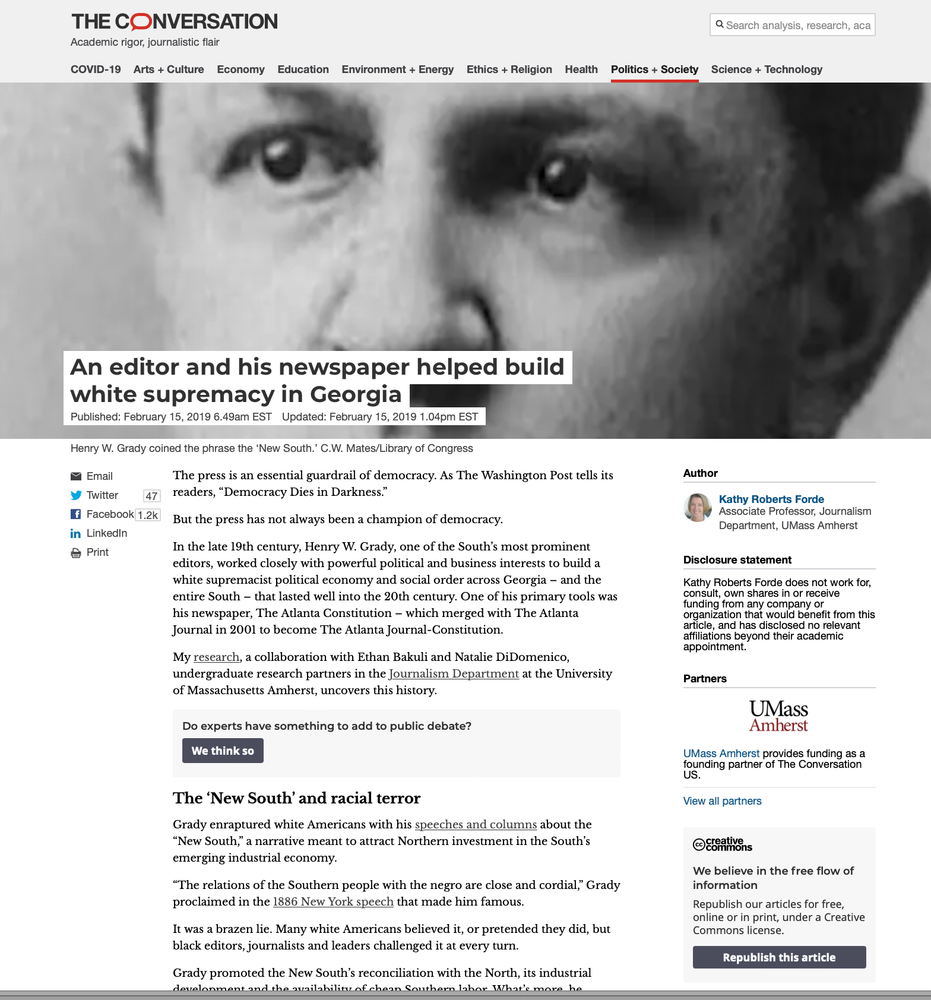 THE CONVERSATION
Academic rigor, journalistic flair
Search analysis, research, aca
COVID-19 Arts + Culture Economy Education Environment + Energy Ethics + Religion Health Politics + Society Science + Technology
An editor and his newspaper helped build
white supremacy in Georgia
Published: February 15, 2019 6.49am EST Updated: February 15, 2019 1.04pm EST
Henry W. Grady coined the phrase the ‘New South.’ C.W. Mates/Library of Congress
Email
Twitter 47
Facebook 1.2k
LinkedIn
Print
The press is an essential guardrail of democracy. As The Washington Post tells its
readers, “Democracy Dies in Darkness.”
But the press has not always been a champion of democracy.
In the late 19th century, Henry W. Grady, one of the South’s most prominent
editors, worked closely with powerful political and business interests to build a
white supremacist political economy and social order across Georgia – and the
entire South – that lasted well into the 20th century. One of his primary tools was
his newspaper, The Atlanta Constitution – which merged with The Atlanta
Journal in 2001 to become The Atlanta Journal-Constitution.
My research, a collaboration with Ethan Bakuli and Natalie DiDomenico,
undergraduate research partners in the Journalism Department at the University
of Massachusetts Amherst, uncovers this history.
Do experts have something to add to public debate?
We think so
The ‘New South’ and racial terror
Grady enraptured white Americans with his speeches and columns about the
“New South,” a narrative meant to attract Northern investment in the South’s
emerging industrial economy.
“The relations of the Southern people with the negro are close and cordial,” Grady
proclaimed in the 1886 New York speech that made him famous.
It was a brazen lie. Many white Americans believed it, or pretended they did, but
black editors, journalists and leaders challenged it at every turn.
Grady promoted the New South’s reconciliation with the North, its industrial
development and the availability of cheap Southern labor. What’s more, he
Author
Kathy Roberts Forde
Associate Professor, Journalism
Department, UMass Amherst
Disclosure statement
Kathy Roberts Forde does not work for,
consult, own shares in or receive
funding from any company or
organization that would benefit from this
article, and has disclosed no relevant
affiliations beyond their academic
appointment.
Partners
UMass
Amherst
UMass Amherst provides funding as a
founding partner of The Conversation
US.
View all partners
cc creative
commons
We believe in the free flow of
information
Republish our articles for free,
online or in print, under a Creative
Commons license.
Republish this article